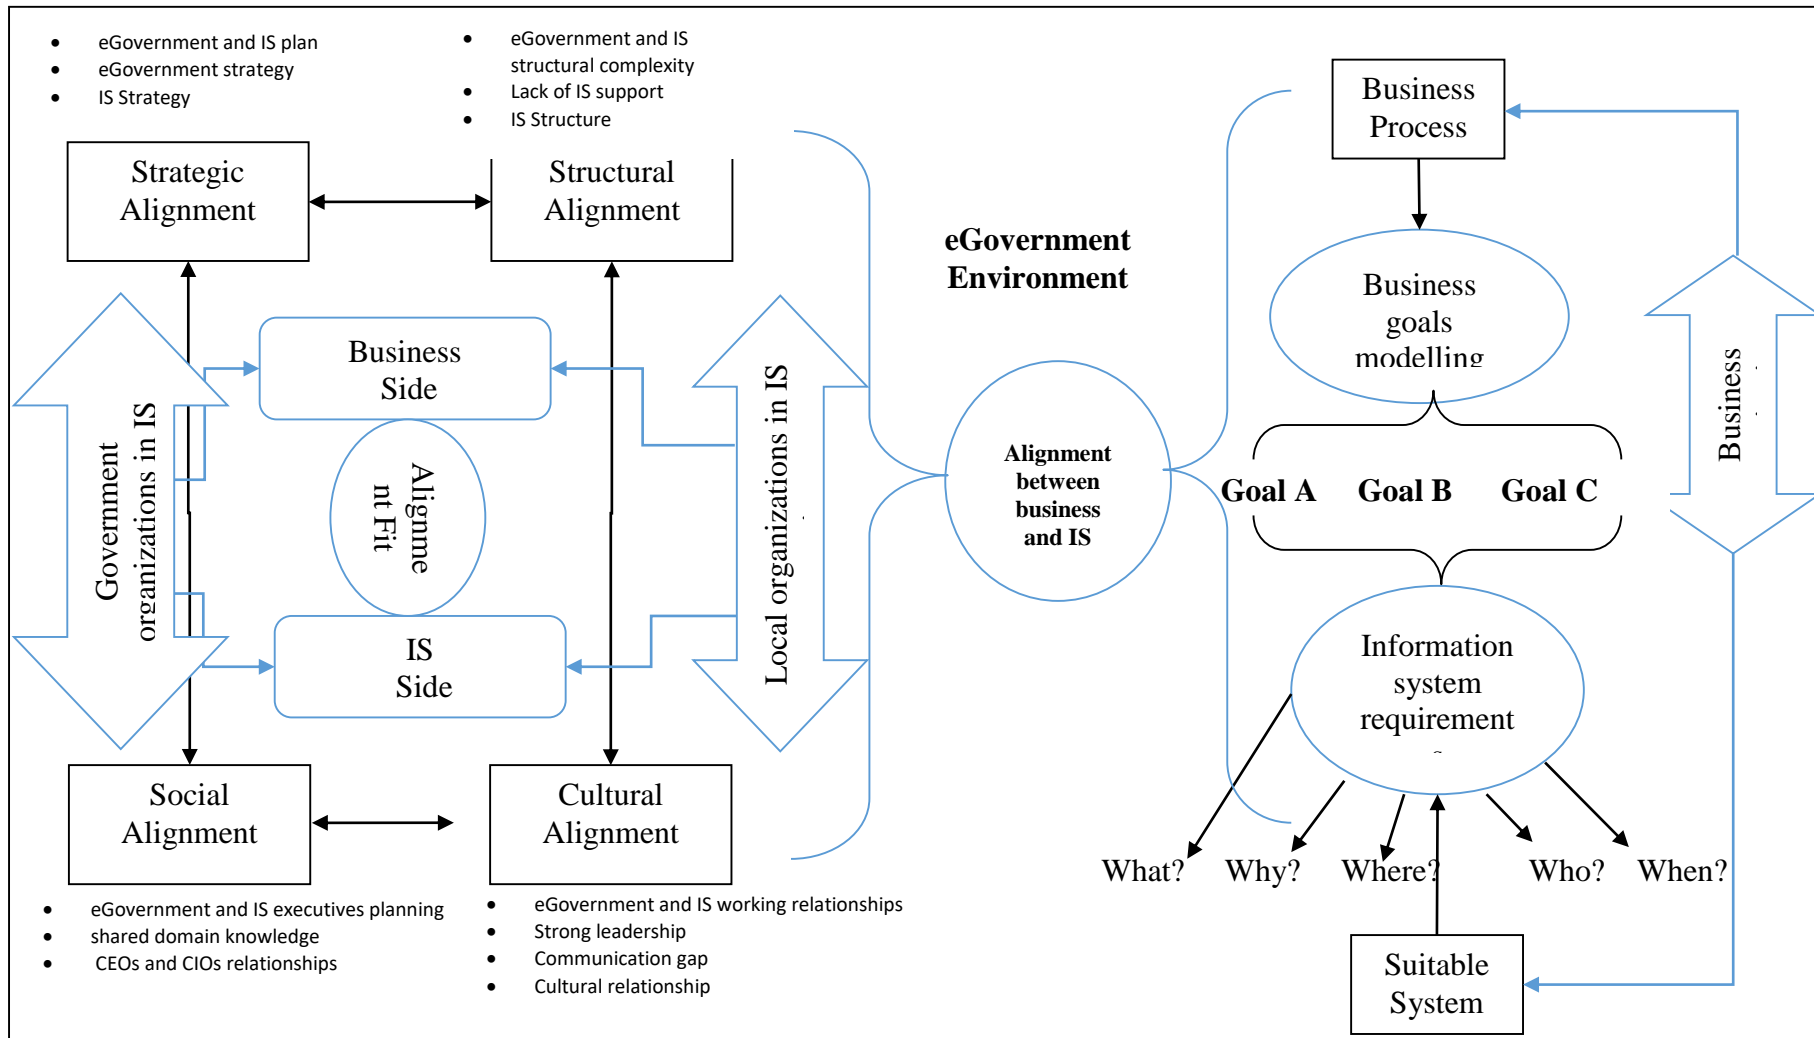 eGovernment and IS plan
eGovernment strategy
IS Strategy
eGovernment and IS
structural complexity
Lack of IS support
IS Structure
Strategic
Alignment
Structural
Alignment
Business
Side
Alignme
nt Fit
IS
Side
Government
organizations in IS
Local organizations in IS
Social
Alignment
Cultural
Alignment
eGovernment and IS executives planning
shared domain knowledge
CEOs and CIOs relationships
eGovernment and IS working relationships
Strong leadership
Communication gap
Cultural relationship
eGovernment
Environment
Alignment
between
business
and IS
Business
Process
Business
goals
modelling
Goal A Goal B Goal C
Information
system
requirement
What? Why? Where? Who? When?
Suitable
System
Business